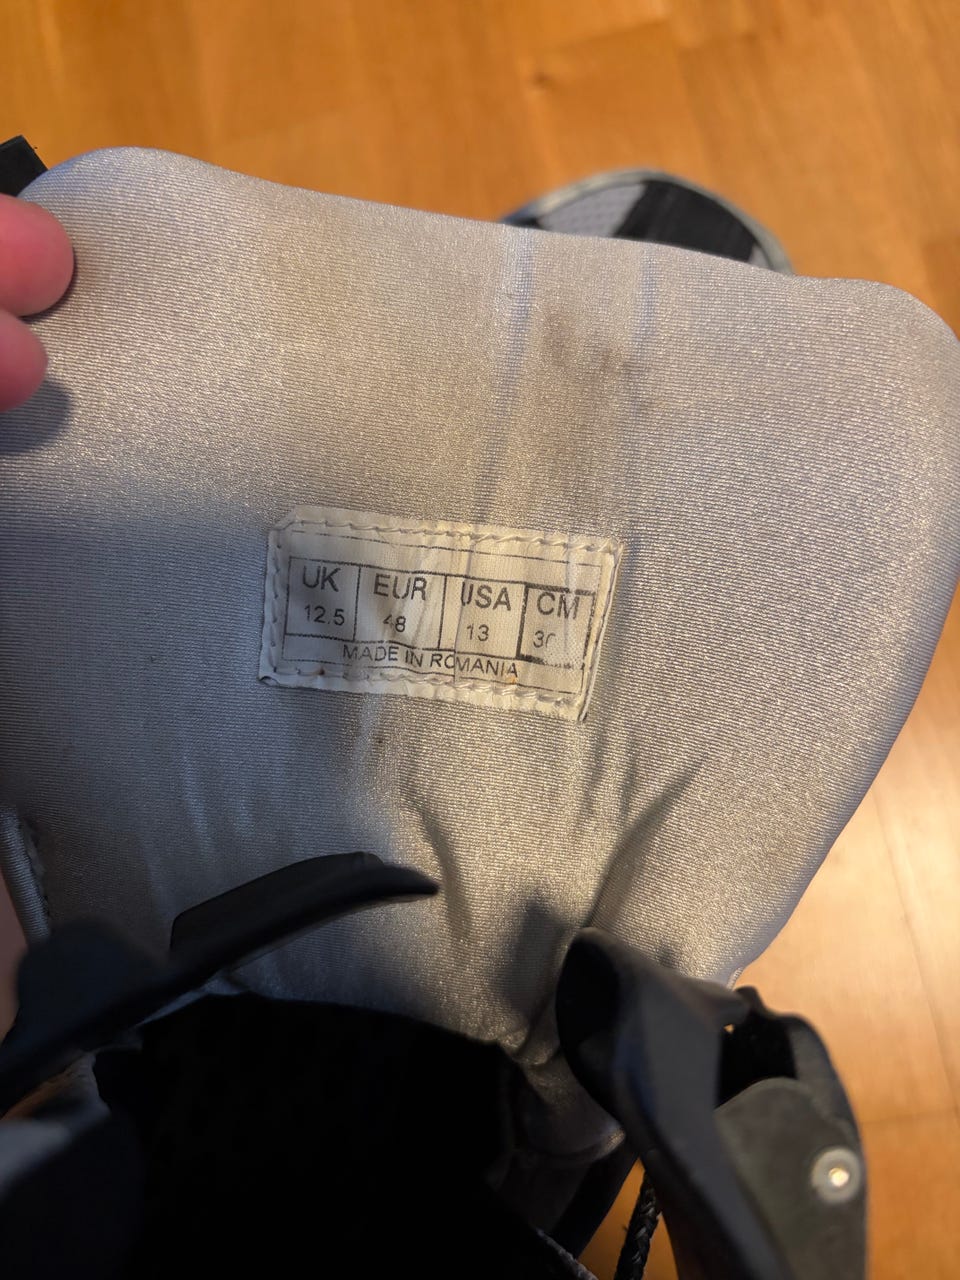 UK EUR USA CM
12.5 48 13
MADE IN ROMANIA